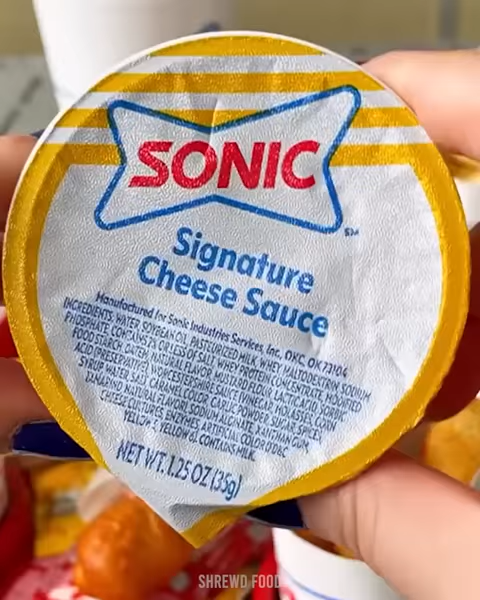 SONIC
SM
Signature
Cheese Sauce
Manufactured for Sonic Industries Services, Inc. OKC, OK 73104
INGREDIENTS: WATER, SOYBEAN OIL, PASTEURIZED MILK, WHEY, MALTODEXTRIN, SODIUM
PHOSPHATE, CONTAINS 2% OR LESS OF SALT, WHEY PROTEIN CONCENTRATE, MODIFIED
FOOD STARCH, DATEM, NATURAL FLAVOR, MUSTARD FLOUR, LACTIC ACID, SORBIC
ACID (PRESERVATIVE), WORCESTERSHIRE SAUCE (VINEGAR, MOLASSES, CORN
SYRUP, WATER, SALT, CARAMEL COLOR, GARLIC POWDER, SUGAR, SPICES,
TAMARIND, NATURAL FLAVOR), SODIUM ALGINATE, XANTHAN GUM,
CHEESE CULTURES, ENZYMES, ARTIFICIAL COLOR (FD&C
YELLOW 5, YELLOW 6). CONTAINS MILK.
NET WT. 1.25 OZ (35g)
SHREWD FOOD